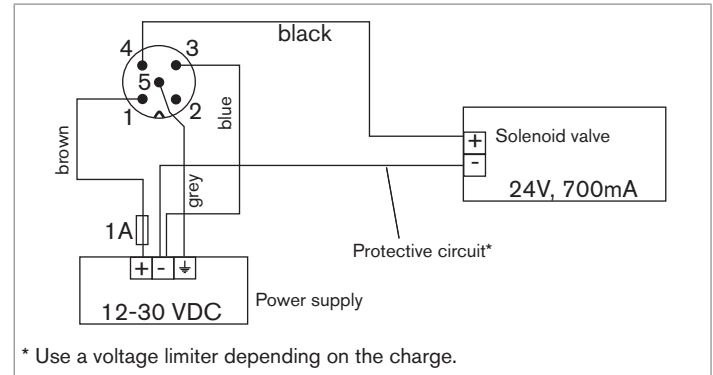 black
4 3
5
1 2
brown
blue
grey
+ Solenoid valve
-
24V, 700mA
1A
Protective circuit*
+ -
12-30 VDC
Power supply
* Use a voltage limiter depending on the charge.